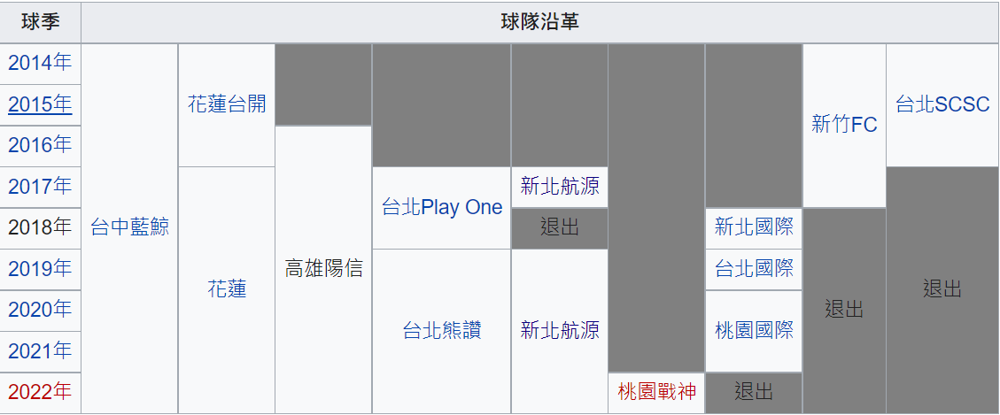 球季 球隊沿革
2014年
花蓮台開 台北SCSC
2015年
新竹FC
2016年
2017年 新北航源
台北Play One
2018年 台中藍鯨 退出 新北國際
2019年 高雄陽信 台北國際
花蓮 退出
2020年 退出
台北熊讚 新北航源 桃園國際
2021年
2022年 桃園戰神 退出